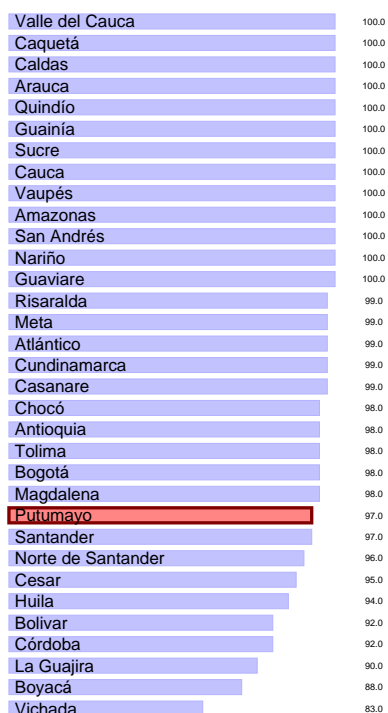 Valle del Cauca 100.0
Caquetá 100.0
Caldas 100.0
Arauca 100.0
Quindío 100.0
Guainía 100.0
Sucre 100.0
Cauca 100.0
Vaupés 100.0
Amazonas 100.0
San Andrés 100.0
Nariño 100.0
Guaviare 100.0
Risaralda 99.0
Meta 99.0
Atlántico 99.0
Cundinamarca 99.0
Casanare 99.0
Chocó 98.0
Antioquia 98.0
Tolima 98.0
Bogotá 98.0
Magdalena 98.0
Putumayo 97.0
Santander 97.0
Norte de Santander 96.0
Cesar 95.0
Huila 94.0
Bolivar 92.0
Córdoba 92.0
La Guajira 90.0
Boyacá 88.0
Vichada 83.0